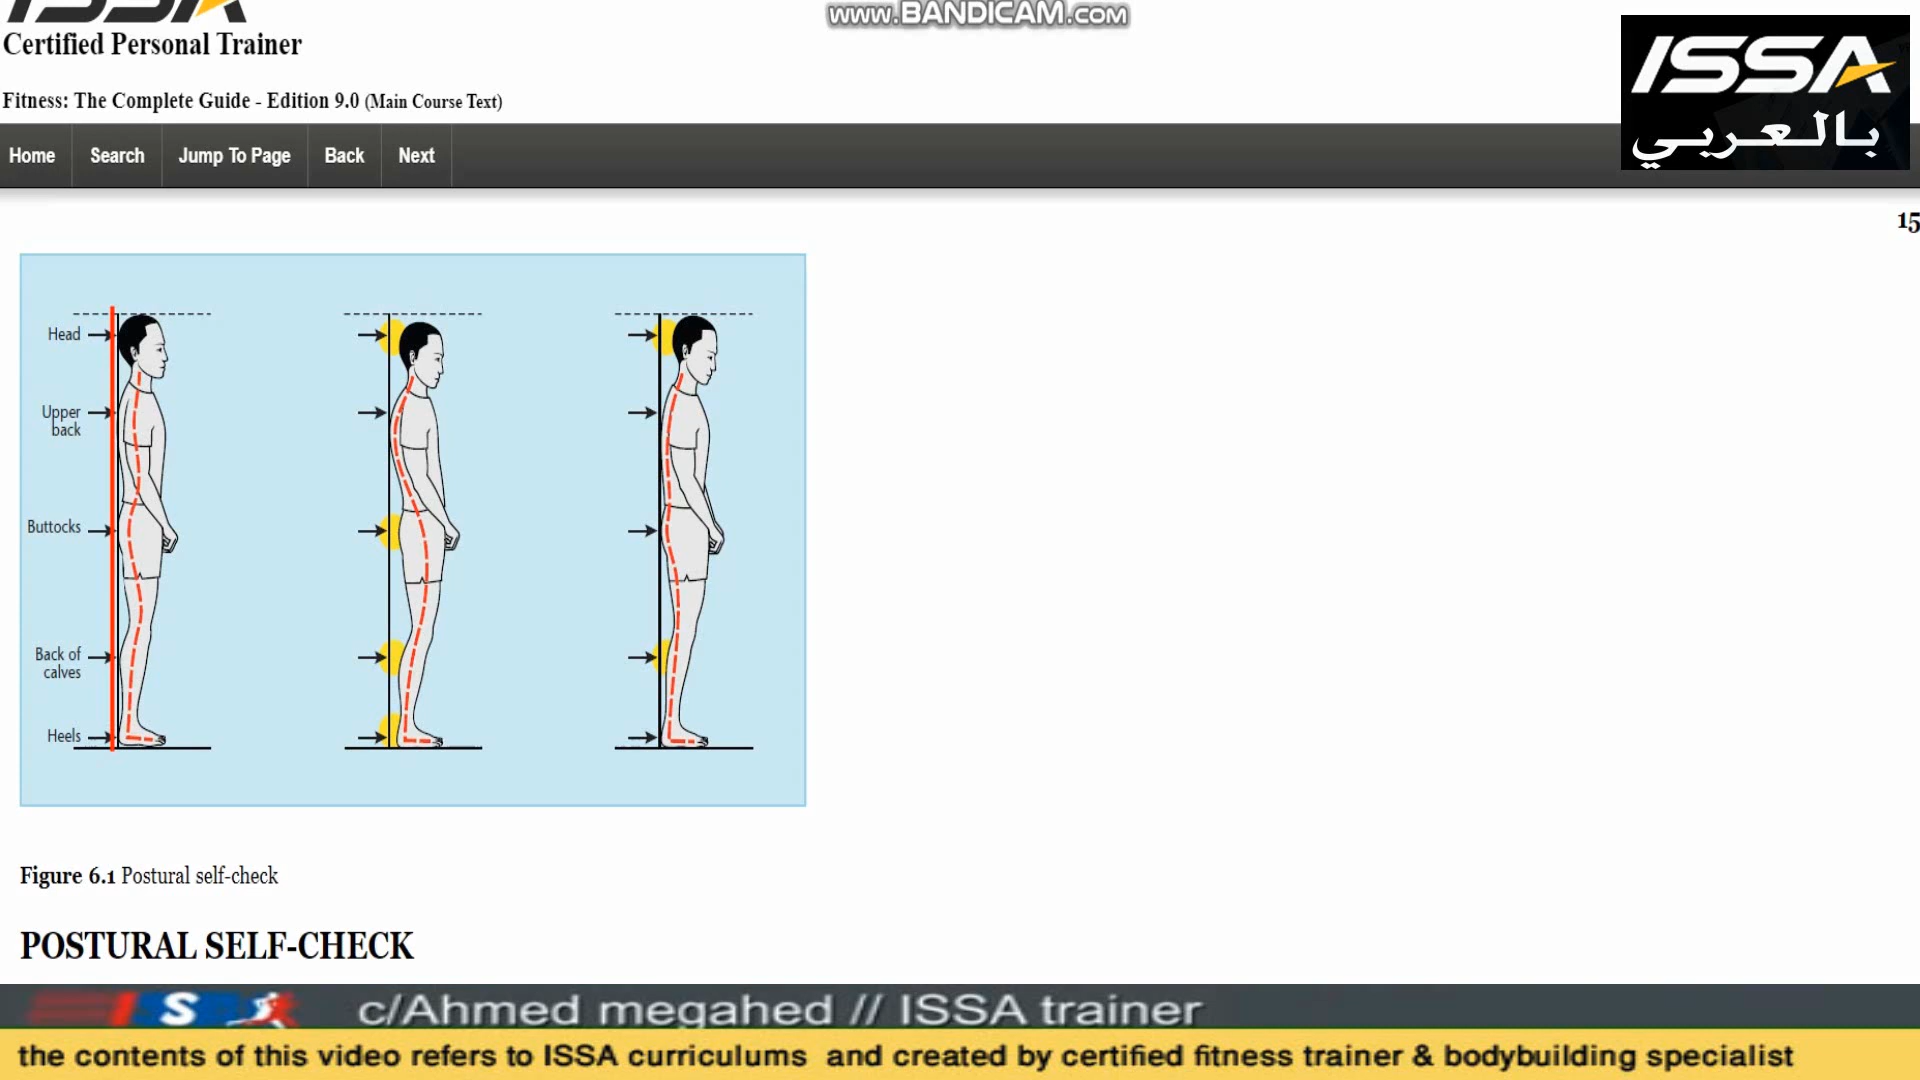 ISSA
www.BANDICAM.com
Certified Personal Trainer
Fitness: The Complete Guide - Edition 9.0 (Main Course Text)
ISSA
بالعربي
Home Search Jump To Page Back Next
15
Head
Upper
back
Buttocks
Back of
calves
Heels
Figure 6.1 Postural self-check
POSTURAL SELF-CHECK
c/Ahmed megahed // ISSA trainer
the contents of this video refers to ISSA curriculums and created by certified fitness trainer & bodybuilding specialist